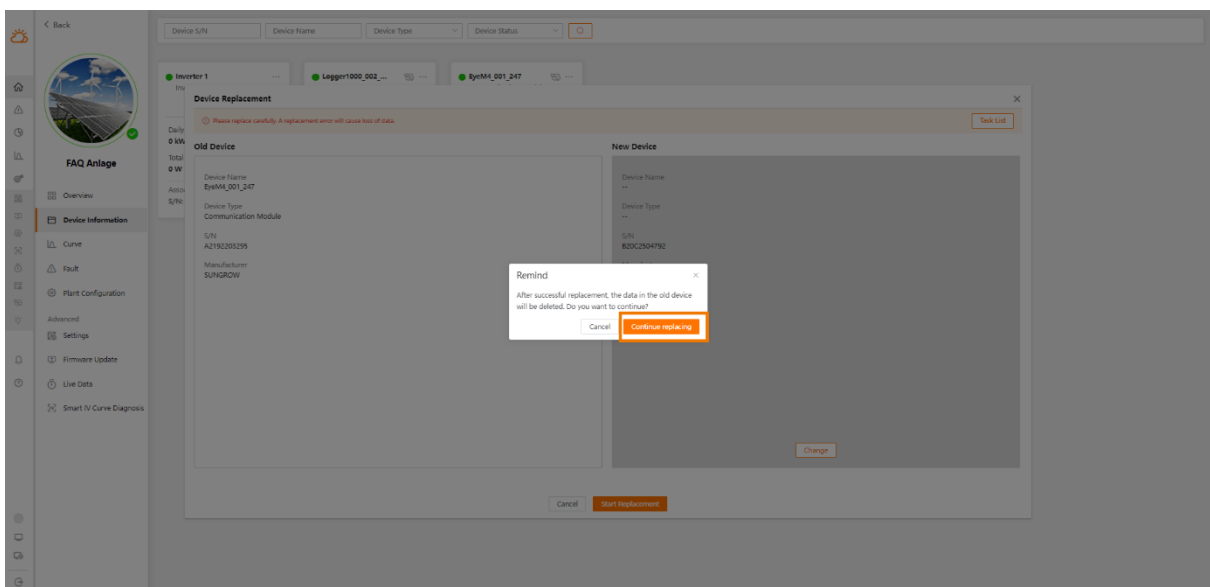 Back
Device S/N
Device Name
Device Type
Device Status
Inverter 1
Logger1000_002_...
EyeM4_001_247
Device Replacement
Please replace carefully. A replacement error will cause loss of data.
Task List
Old Device
New Device
Daily
0 kW
Total
0 W
S/N:
Device Name
EyeM4_001_247
Device Type
Communication Module
S/N
A2192203295
Manufacturer
SUNGROW
Device Name
--
Device Type
--
S/N
B20C2504792
FAQ Anlage
Overview
Device Information
Curve
Fault
Plant Configuration
Advanced
Settings
Firmware Update
Live Data
Smart IV Curve Diagnosis
Remind
After successful replacement, the data in the old device
will be deleted. Do you want to continue?
Cancel
Continue replacing
Change
Cancel
Start Replacement